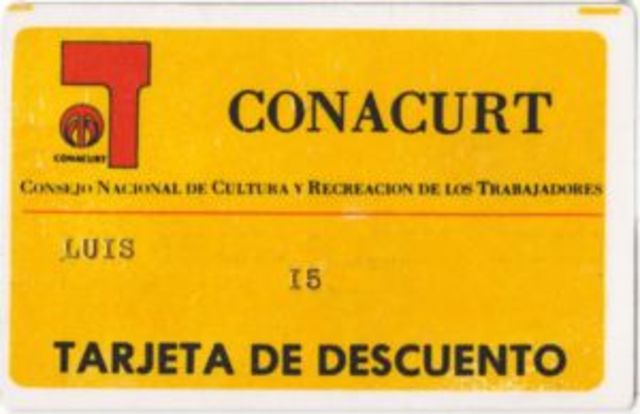 CONACURT
CONACURT
CONSEJO NACIONAL DE CULTURA Y RECREACION DE LOS TRABAJADORES
LUIS
I5
TARJETA DE DESCUENTO